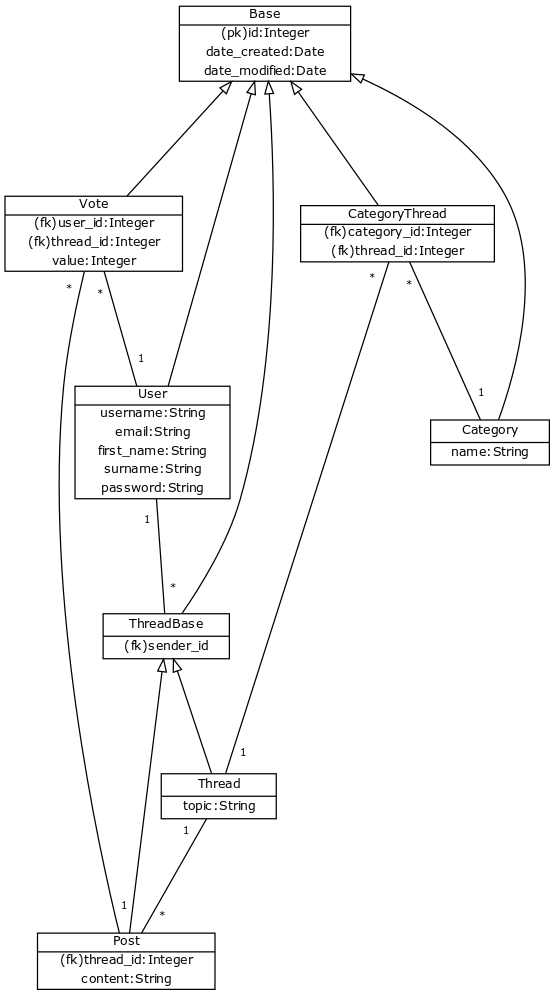 Base
(pk)id:Integer
date_created:Date
date_modified:Date
Vote
(fk)user_id:Integer
(fk)thread_id:Integer
value:Integer
CategoryThread
(fk)category_id:Integer
(fk)thread_id:Integer
*
*
*
*
1
1
User
username:String
email:String
first_name:String
surname:String
password:String
Category
name:String
1
*
ThreadBase
(fk)sender_id
1
Thread
topic:String
1
1
*
Post
(fk)thread_id:Integer
content:String